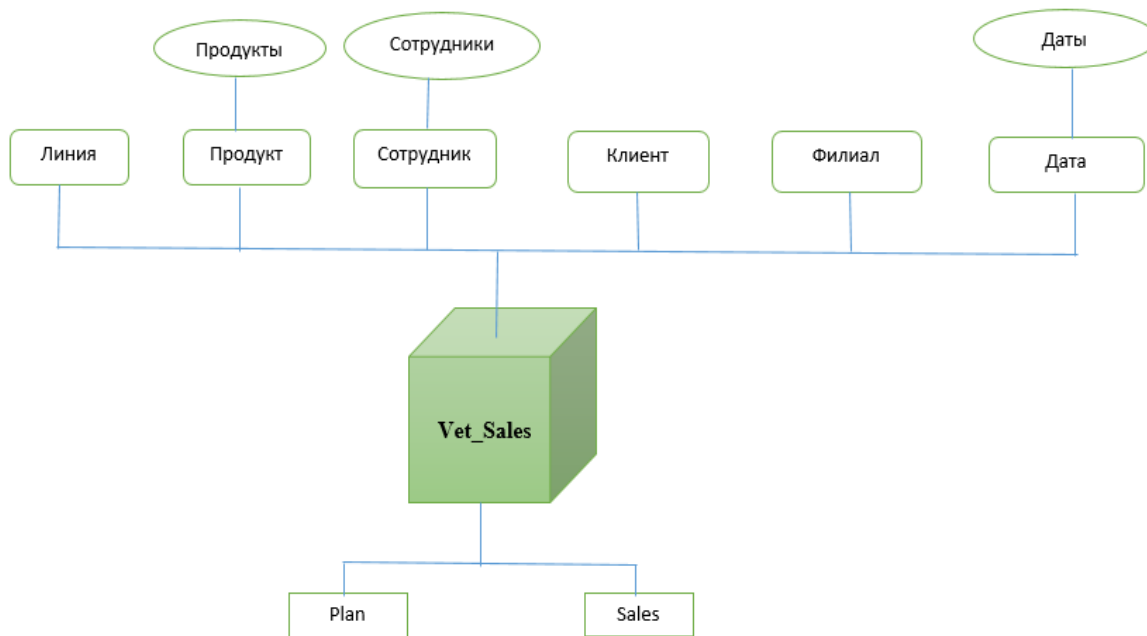 Продукты
Сотрудники
Даты
Линия
Продукт
Сотрудник
Клиент
Филиал
Дата
Vet_Sales
Plan
Sales